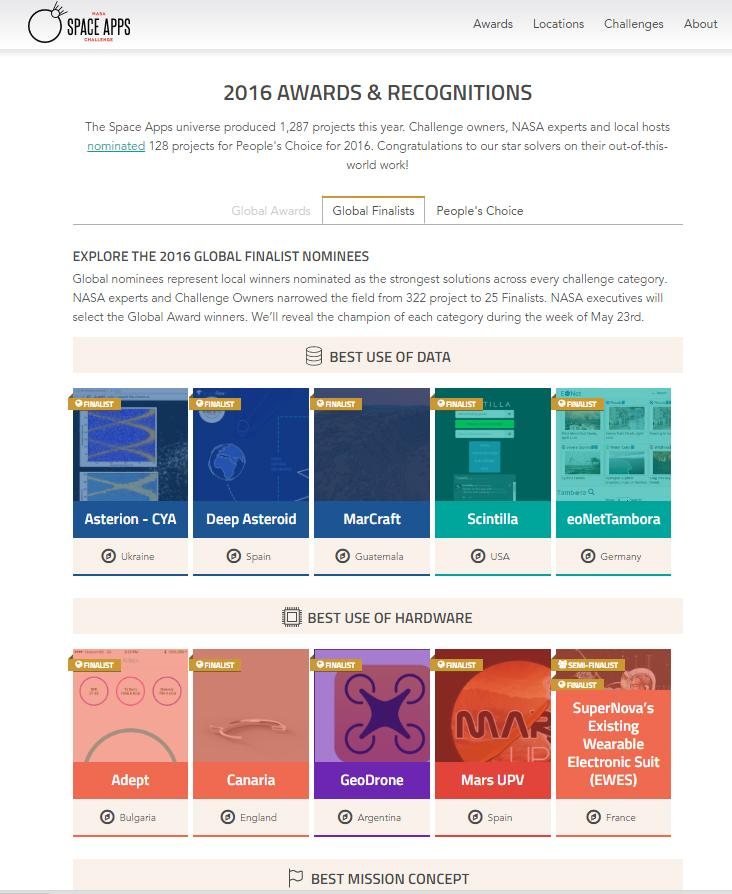 NASA
SPACE APPS
CHALLENGE
Awards Locations Challenges About
2016 AWARDS & RECOGNITIONS
The Space Apps universe produced 1,287 projects this year. Challenge owners, NASA experts and local hosts
nominated 128 projects for People's Choice for 2016. Congratulations to our star solvers on their out-of-this-
world work!
Global Awards Global Finalists People's Choice
EXPLORE THE 2016 GLOBAL FINALIST NOMINEES
Global nominees represent local winners nominated as the strongest solutions across every challenge category.
NASA experts and Challenge Owners narrowed the field from 322 project to 25 Finalists. NASA executives will
select the Global Award winners. We'll reveal the champion of each category during the week of May 23rd.
BEST USE OF DATA
FINALIST FINALIST FINALIST FINALIST FINALIST
Asterion - CYA Deep Asteroid MarCraft Scintilla eoNetTambora
Ukraine Spain Guatemala USA Germany
BEST USE OF HARDWARE
FINALIST FINALIST FINALIST FINALIST SEMI-FINALIST
FINALIST
MAR
UP
SuperNova's
Existing
Wearable
Electronic Suit
(EWES)
Adept Canaria GeoDrone Mars UPV
Bulgaria England Argentina Spain France
BEST MISSION CONCEPT